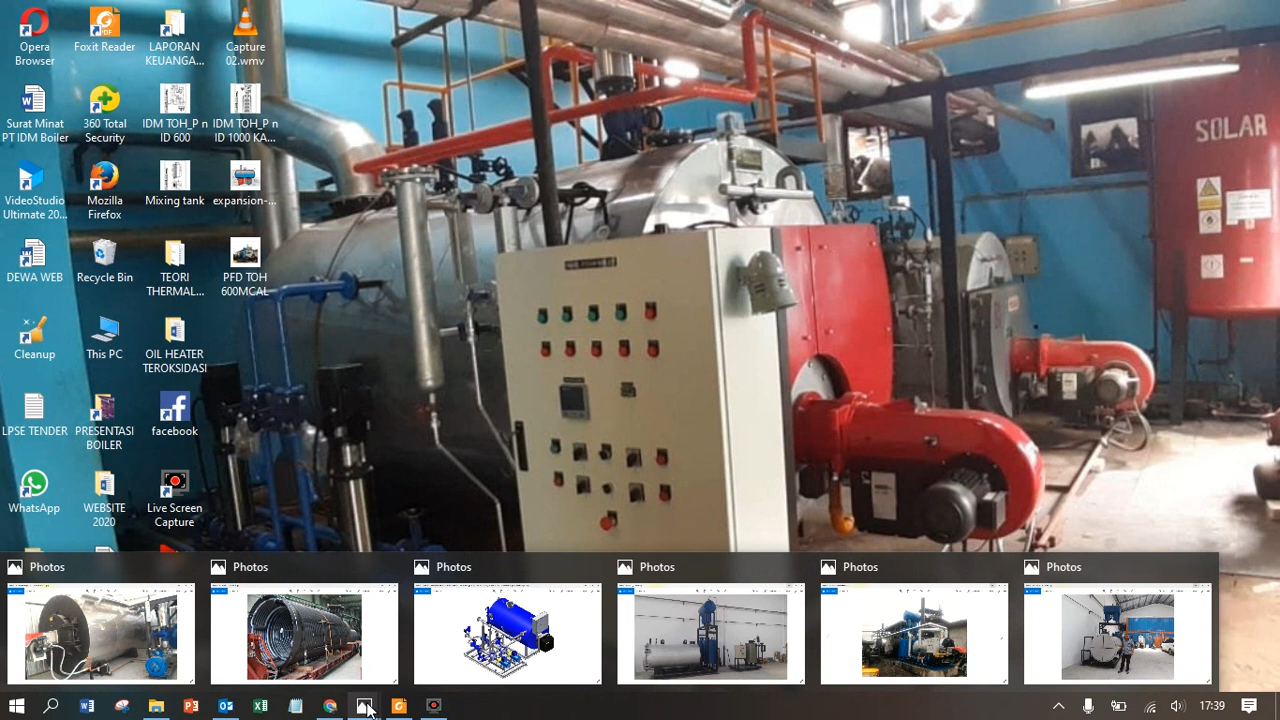 Opera
Browser
Foxit Reader
LAPORAN
KEUANGA...
Capture
02.wmv
Surat Minat
PT IDM Boiler
360 Total
Security
IDM TOH_P n
ID 600
IDM TOH_P n
ID 1000 KA...
VideoStudio
Ultimate 20...
Mozilla
Firefox
Mixing tank
expansion-...
DEWA WEB
Recycle Bin
TEORI
THERMAL...
PFD TOH
600MCAL
Cleanup
This PC
OIL HEATER
TEROKSIDASI
LPSE TENDER
PRESENTASI
BOILER
facebook
WhatsApp
WEBSITE
2020
Live Screen
Capture
SOLAR
Photos
Photos
Photos
Photos
Photos
Photos
17:39